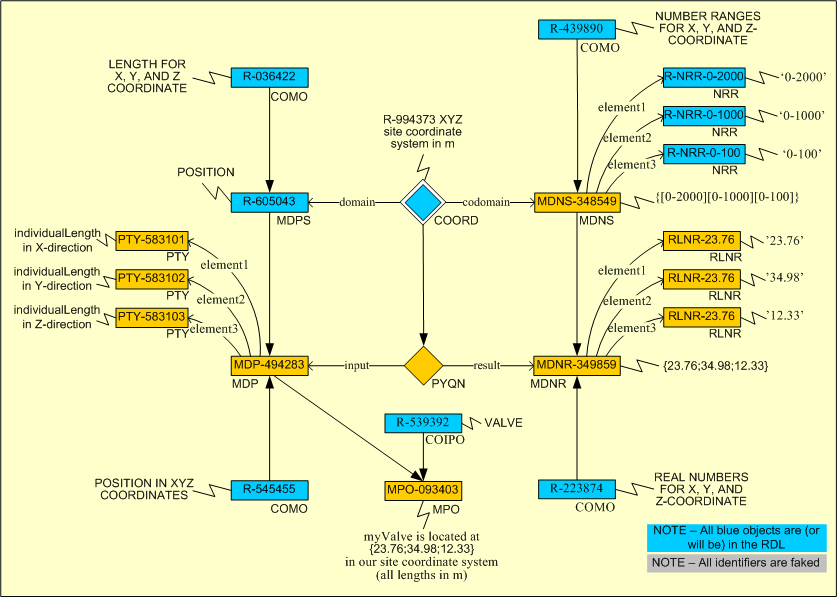 NUMBER RANGES
FOR X, Y, AND Z-
COORDINATE
R-439890
COMO
LENGTH FOR
X, Y, AND Z
COORDINATE
R-036422
COMO
R-NRR-0-2000
NRR
'0-2000'
element1
R-NRR-0-1000
NRR
'0-1000'
element2
R-NRR-0-100
NRR
'0-100'
element3
R-994373 XYZ
site coordinate
system in m
POSITION
R-605043
MDPS
domain
COORD
codomain
MDNS-348549
MDNS
{[0-2000][0-1000][0-100]}
individualLength
in X-direction
PTY-583101
PTY
element1
individualLength
in Y-direction
PTY-583102
PTY
element2
individualLength
in Z-direction
PTY-583103
PTY
element3
RLNR-23.76
RLNR
'23.76'
element1
RLNR-23.76
RLNR
'34.98'
element2
RLNR-23.76
RLNR
'12.33'
element3
MDP-494283
MDP
input
PYQN
result
MDNR-349859
MDNR
{23.76;34.98;12.33}
R-539392
COIPO
VALVE
POSITION IN XYZ
COORDINATES
R-545455
COMO
MPO-093403
MPO
R-223874
COMO
REAL NUMBERS
FOR X, Y, AND
Z-COORDINATE
myValve is located at
{23.76;34.98;12.33}
in our site coordinate system
(all lengths in m)
NOTE – All blue objects are (or
will be) in the RDL
NOTE – All identifiers are faked